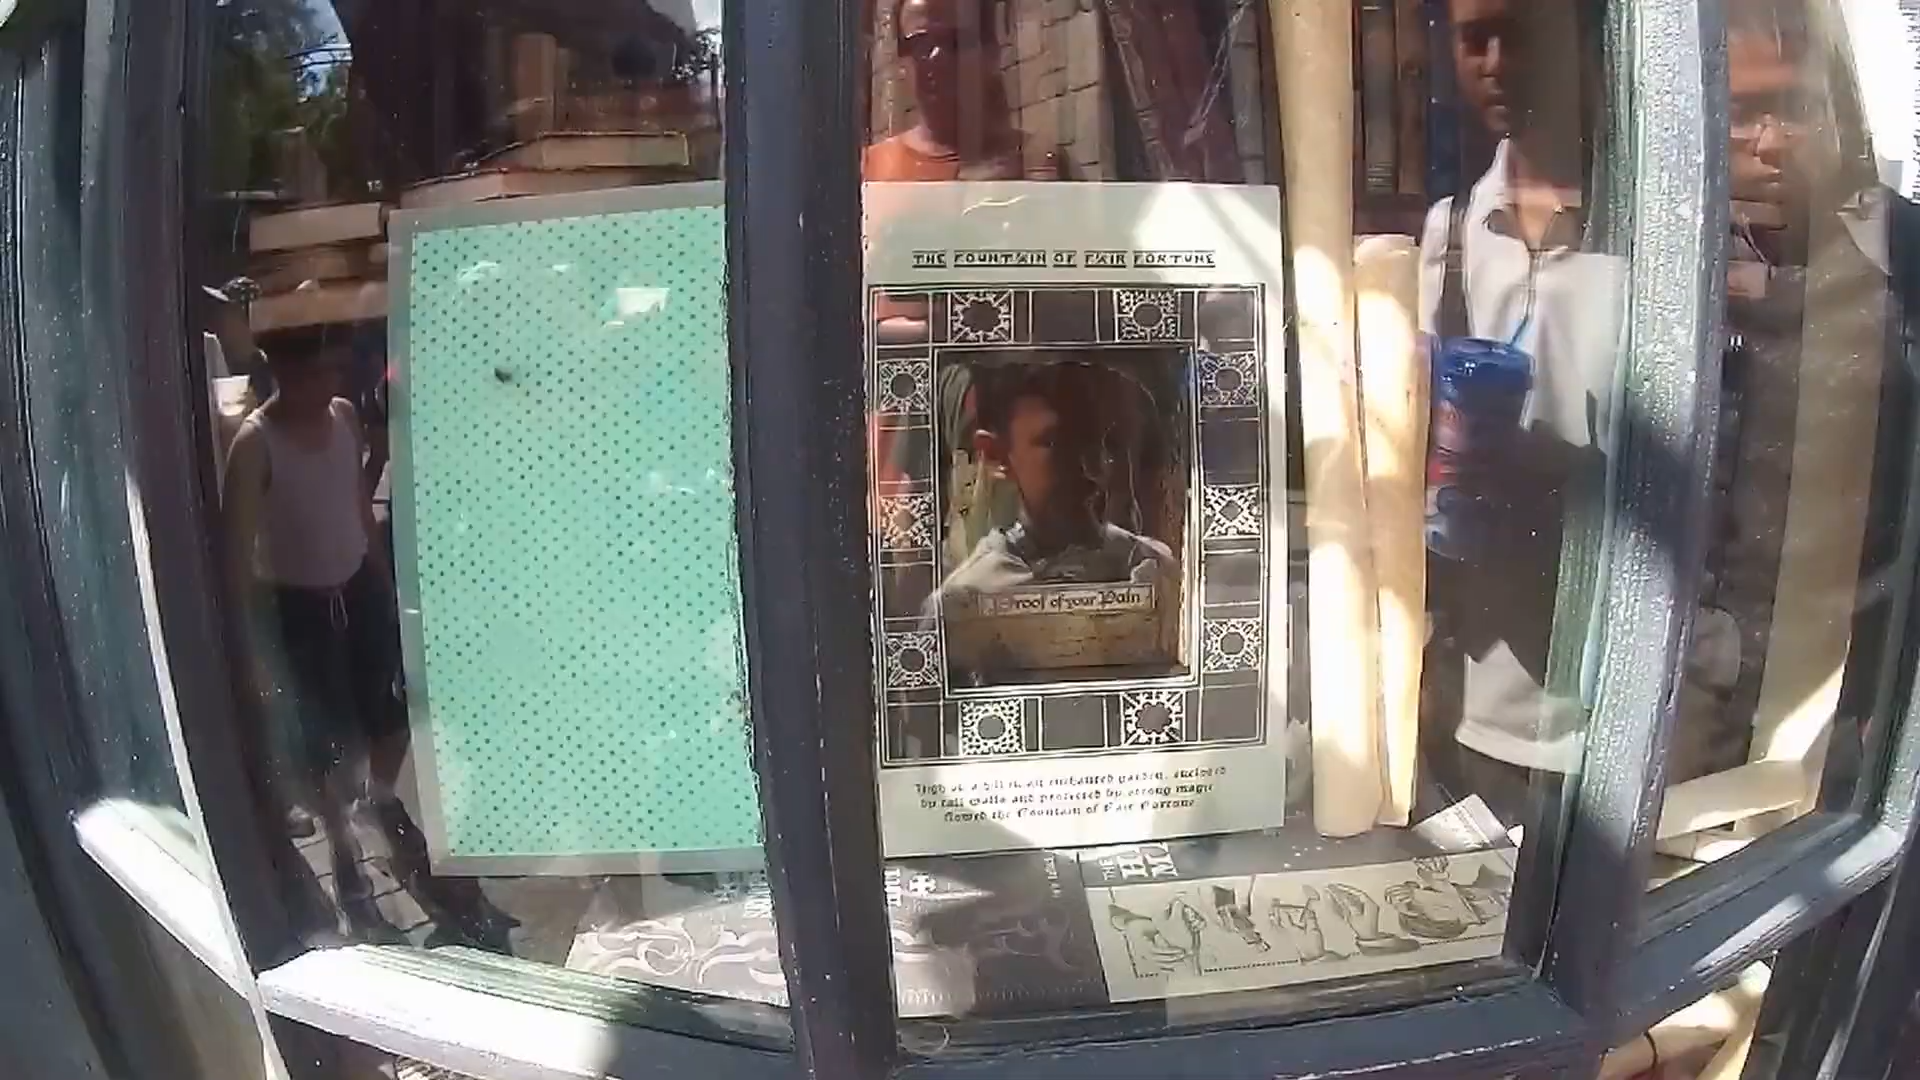 THE FOUNTAIN OF FAIR FORTUNE
Proof of your Pain
High on a hill in an enchanted garden, enclosed
by tall walls and protected by strong magic
flowed the Fountain of Fair Fortune
THE